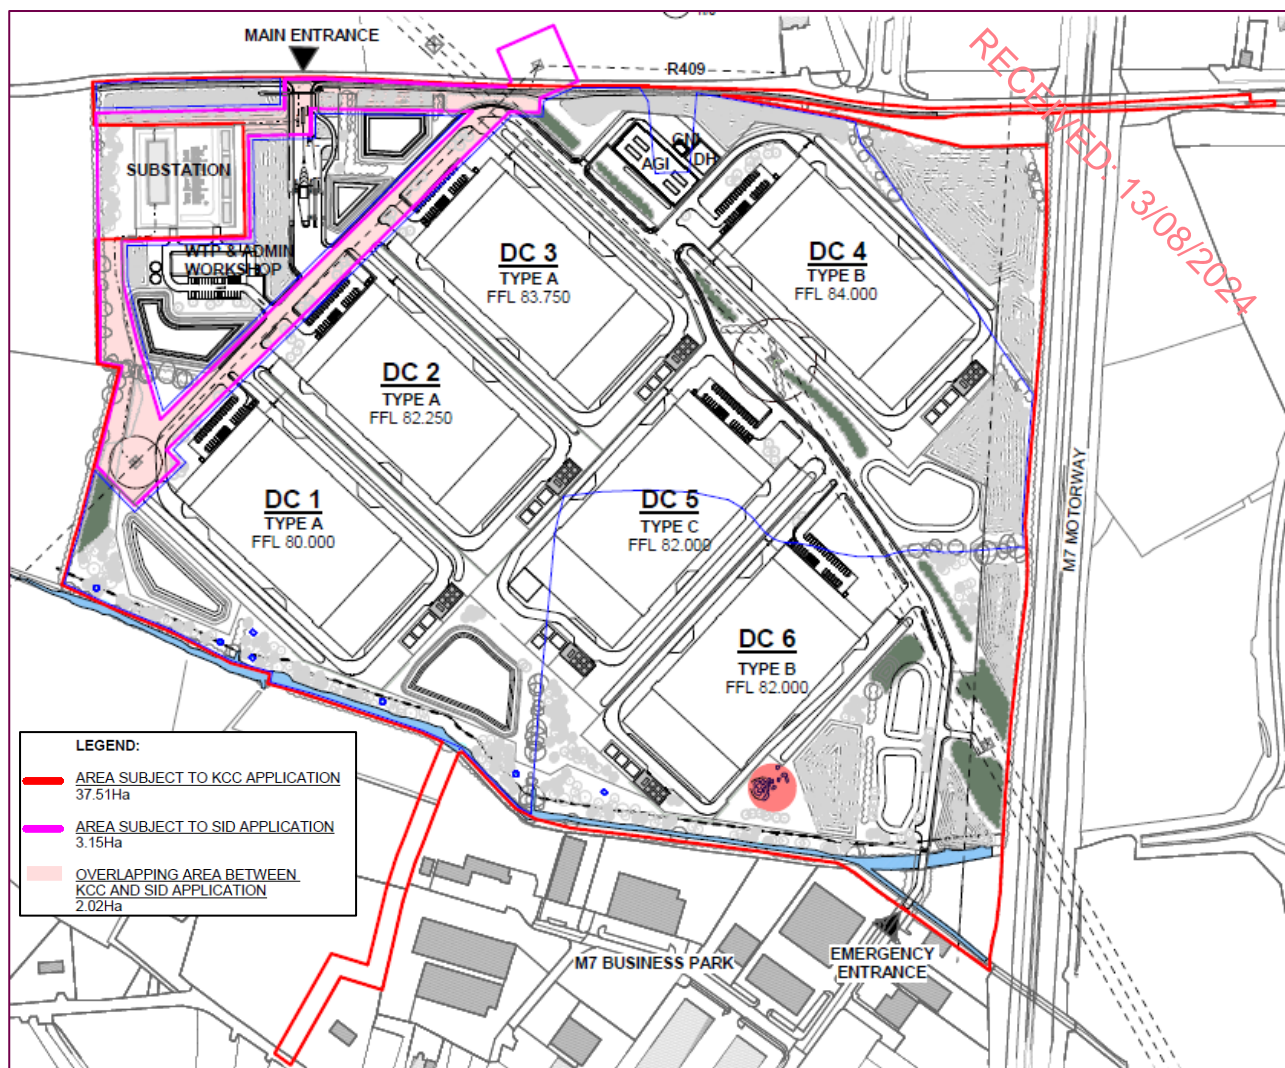 MAIN ENTRANCE
R409
RECEIVED: 13/08/2024
SUBSTATION
AGI
GNI
DH
WTP & ADMIN
WORKSHOP
DC 3
TYPE A
FFL 83.750
DC 4
TYPE B
FFL 84.000
DC 2
TYPE A
FFL 82.250
DC 1
TYPE A
FFL 80.000
DC 5
TYPE C
FFL 82.000
M7 MOTORWAY
DC 6
TYPE B
FFL 82.000
LEGEND:
AREA SUBJECT TO KCC APPLICATION
37.51Ha
AREA SUBJECT TO SID APPLICATION
3.15Ha
OVERLAPPING AREA BETWEEN
KCC AND SID APPLICATION
2.02Ha
M7 BUSINESS PARK
EMERGENCY
ENTRANCE